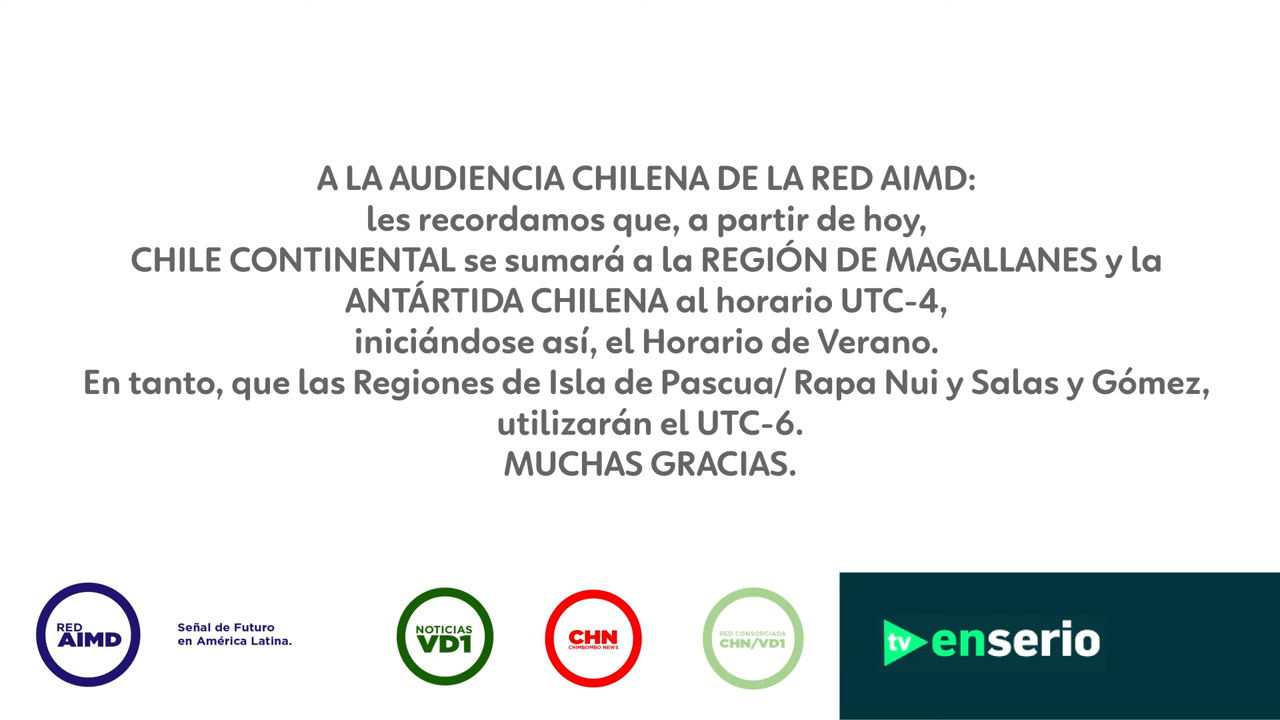 A LA AUDIENCIA CHILENA DE LA RED AIMD:
les recordamos que, a partir de hoy,
CHILE CONTINENTAL se sumará a la REGIÓN DE MAGALLANES y la
ANTÁRTIDA CHILENA al horario UTC-4,
iniciándose así, el Horario de Verano.
En tanto, que las Regiones de Isla de Pascua/ Rapa Nui y Salas y Gómez,
utilizarán el UTC-6.
MUCHAS GRACIAS.
RED
AIMD
Señal de Futuro
en América Latina.
NOTICIAS
VD1
CHN
CHIMBOMBO NEWS
RED CONSORCIADA
CHN/VD1
tv enserio